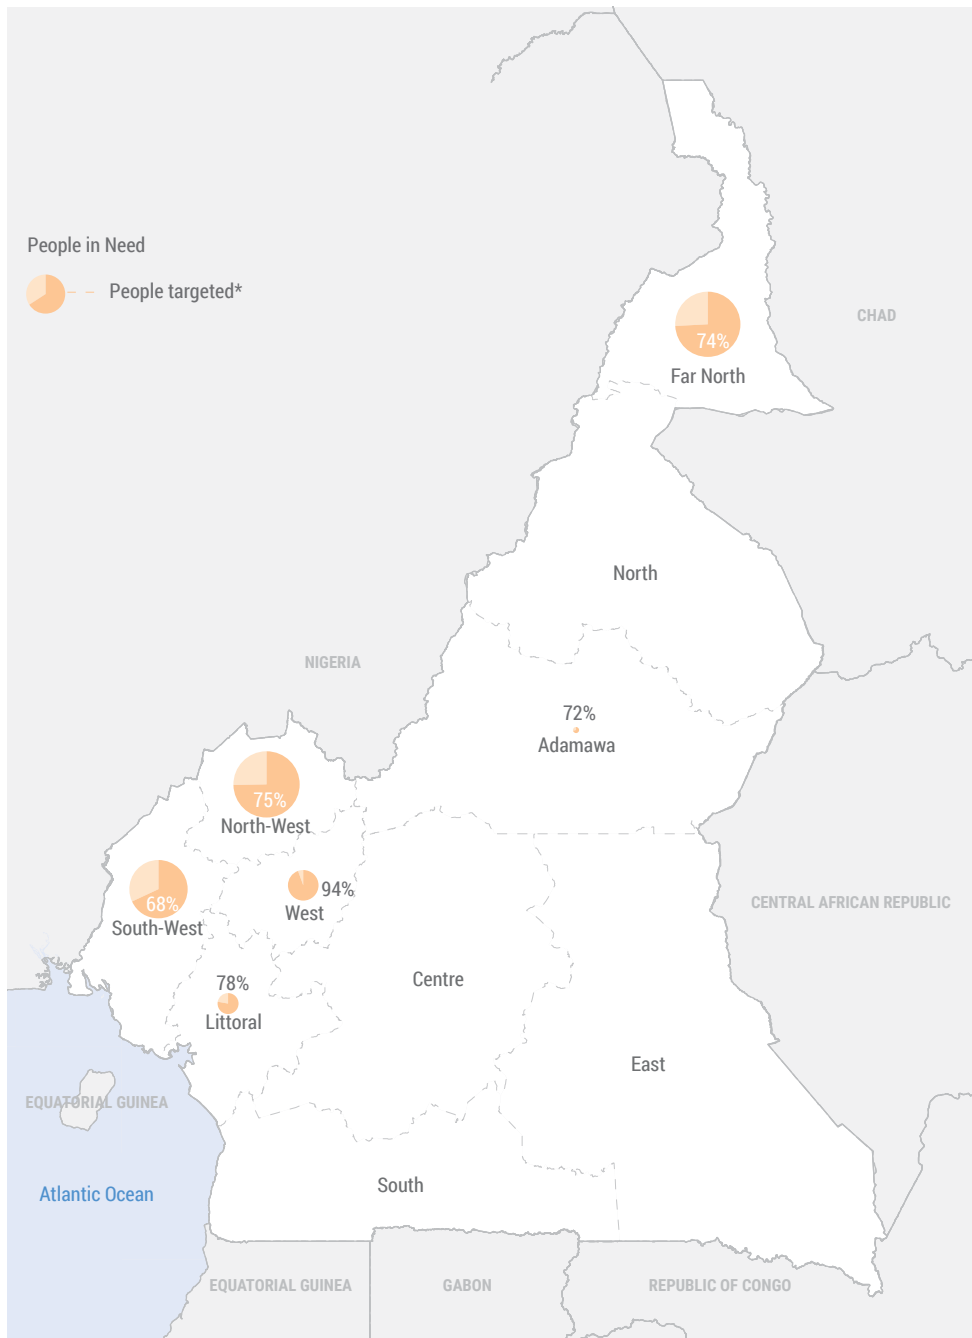 People in Need
People targeted*
CHAD
74%
Far North
North
NIGERIA
72%
Adamawa
75%
North-West
94%
West
68%
South-West
CENTRAL AFRICAN REPUBLIC
78%
Littoral
Centre
East
EQUATORIAL GUINEA
Atlantic Ocean
South
EQUATORIAL GUINEA
GABON
REPUBLIC OF CONGO